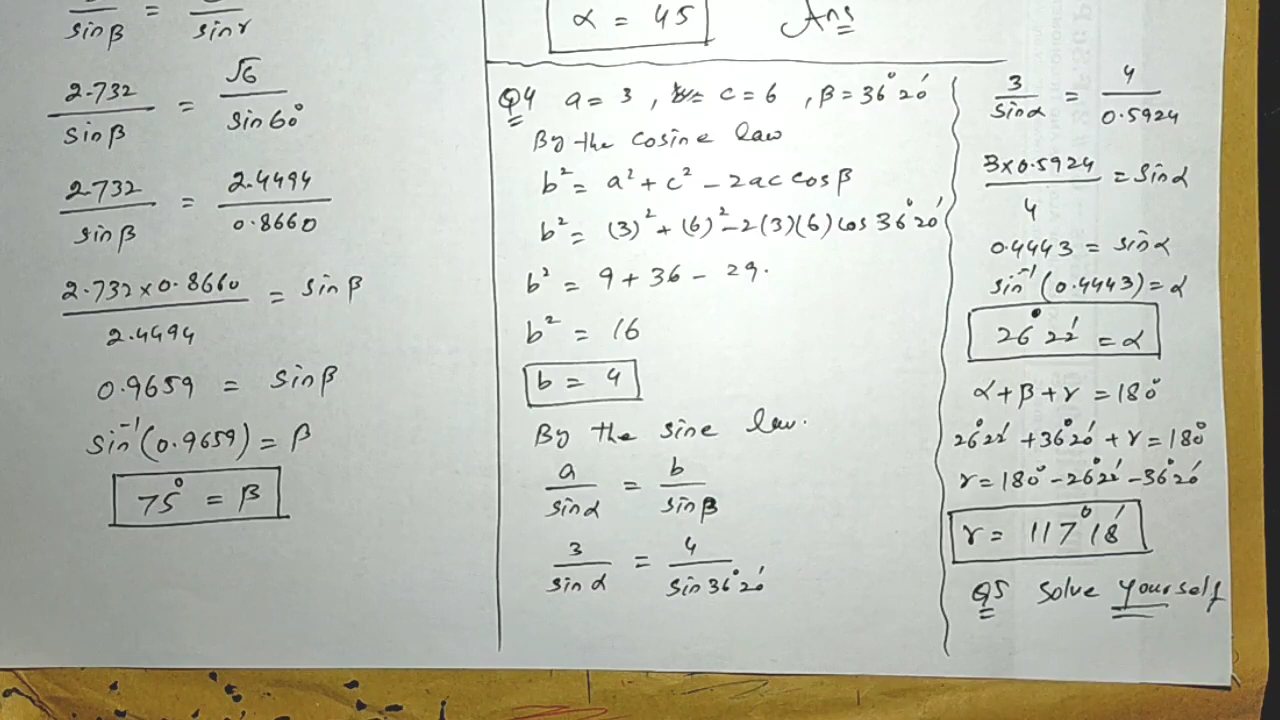 sinβ = sinγ
2.732/sinβ = √6/sin60°
2.732/sinβ = 2.4494/0.8660
2.732×0.8660/2.4494 = sinβ
0.9659 = sinβ
sin⁻¹(0.9659) = β
75° = β
α = 45 Ans
Q4 a = 3, c = 6, β = 36°20′
By the cosine law
b² = a² + c² - 2ac cosβ
b² = (3)² + (6)² - 2(3)(6) cos 36°20′
b² = 9 + 36 - 29.
b² = 16
b = 4
By the sine law.
a/sinα = b/sinβ
3/sinα = 4/sin36°20′
3/sinα = 4/0.5924
3×0.5924/4 = sinα
0.4443 = sinα
sin⁻¹(0.4443) = α
26°22′ = α
α + β + γ = 180°
26°22′ + 36°20′ + γ = 180°
γ = 180° - 26°22′ - 36°20′
γ = 117°18′
Q5 Solve yourself